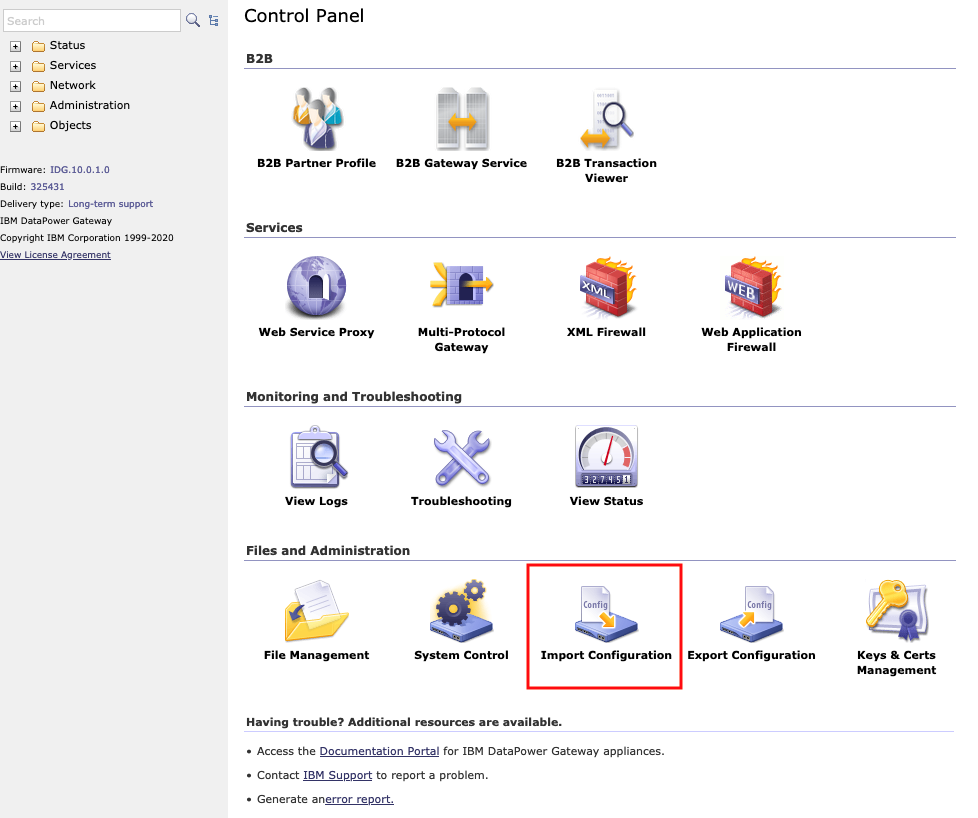 Search
Status
Services
Network
Administration
Objects
Firmware: IDG.10.0.1.0
Build: 325431
Delivery type: Long-term support
IBM DataPower Gateway
Copyright IBM Corporation 1999-2020
View License Agreement
Control Panel
B2B
B2B Partner Profile
B2B Gateway Service
B2B Transaction
Viewer
Services
Web Service Proxy
Multi-Protocol
Gateway
XML
XML Firewall
WEB
Web Application
Firewall
Monitoring and Troubleshooting
View Logs
Troubleshooting
3 2 7 4 5 1
View Status
Files and Administration
File Management
System Control
Config
Import Configuration
Config
Export Configuration
Keys & Certs
Management
Having trouble? Additional resources are available.
• Access the Documentation Portal for IBM DataPower Gateway appliances.
• Contact IBM Support to report a problem.
• Generate anerror report.